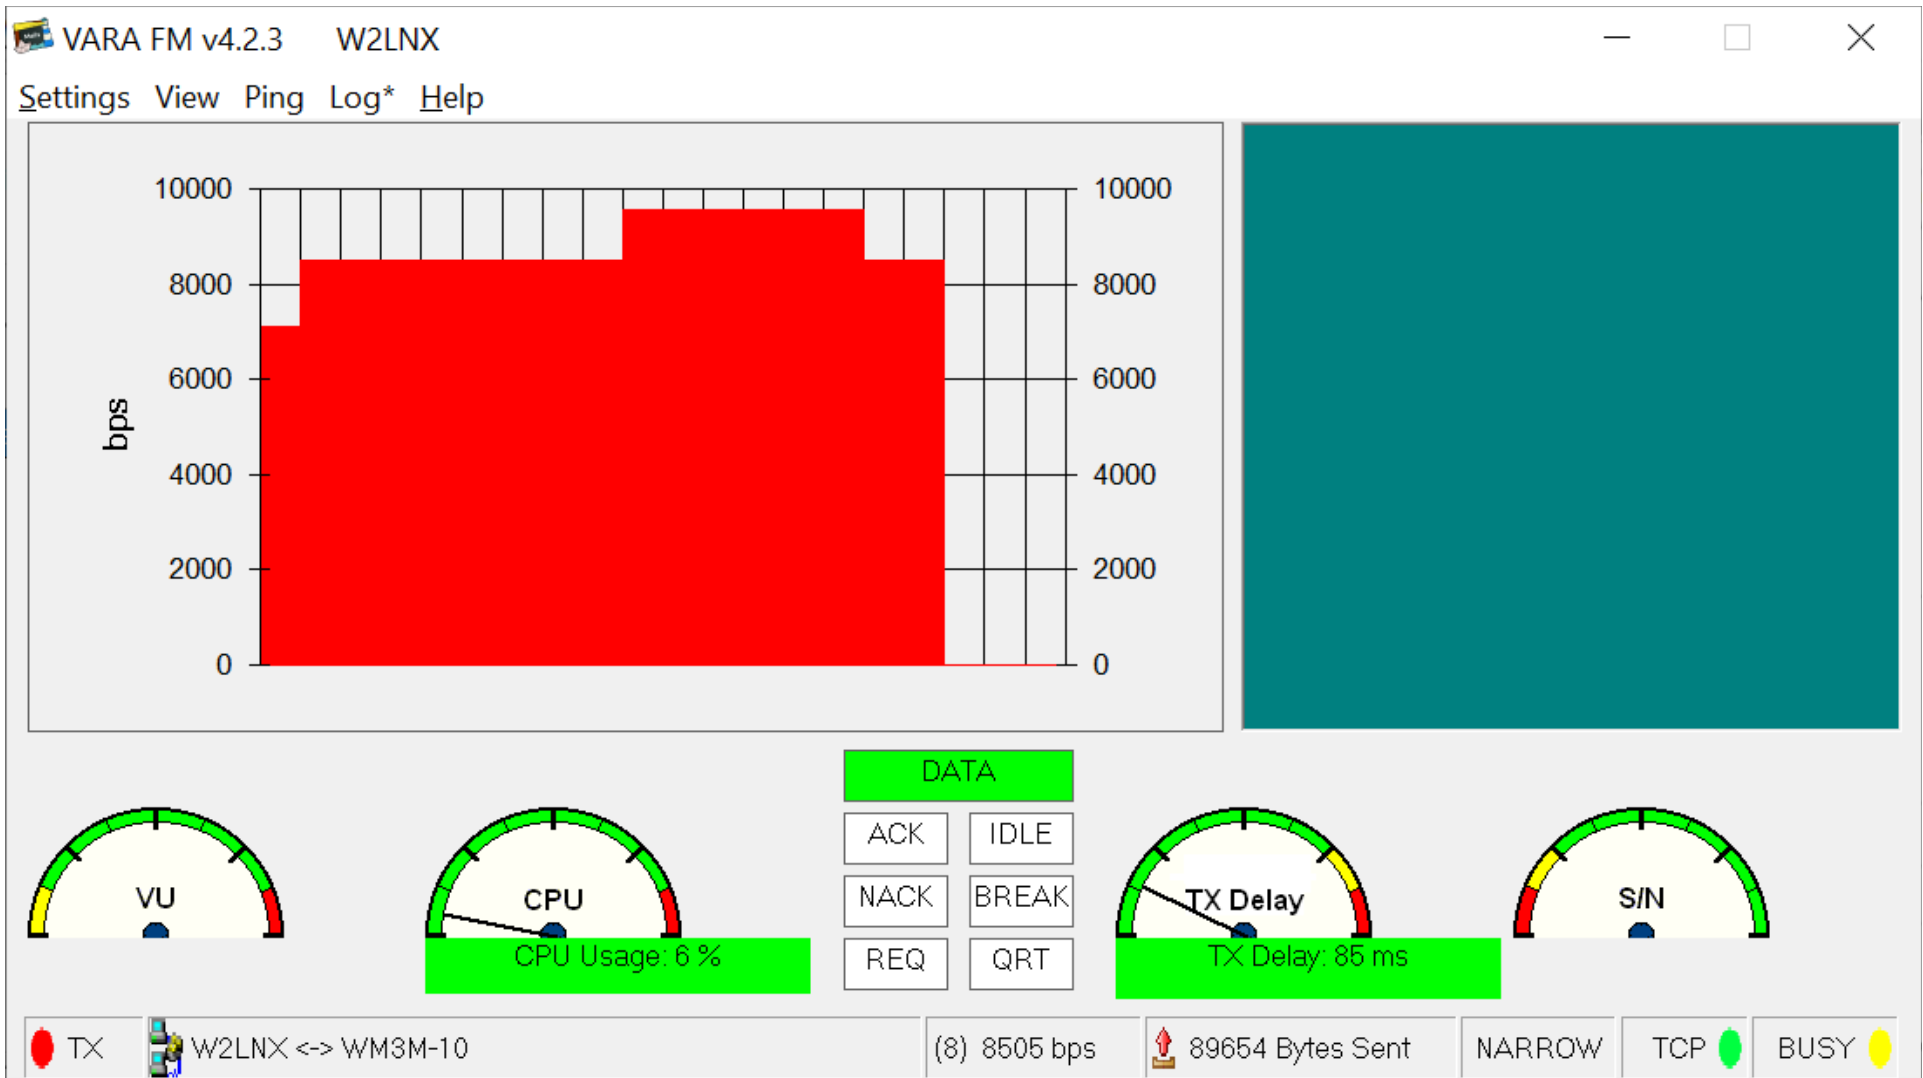 VARA FM v4.2.3 W2LNX
Settings View Ping Log* Help
10000 10000
8000 8000
6000 6000
bps
4000 4000
2000 2000
0 0
DATA
ACK IDLE
NACK BREAK
REQ QRT
VU
CPU
CPU Usage: 6 %
TX Delay
TX Delay: 85 ms
S/N
TX W2LNX <-> WM3M-10 (8) 8505 bps 89654 Bytes Sent NARROW TCP BUSY